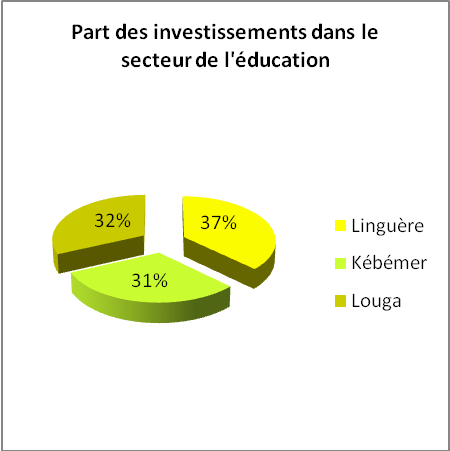 Part des investissements dans le
secteur de l'éducation
32%
37%
31%
Linguère
Kébémer
Louga